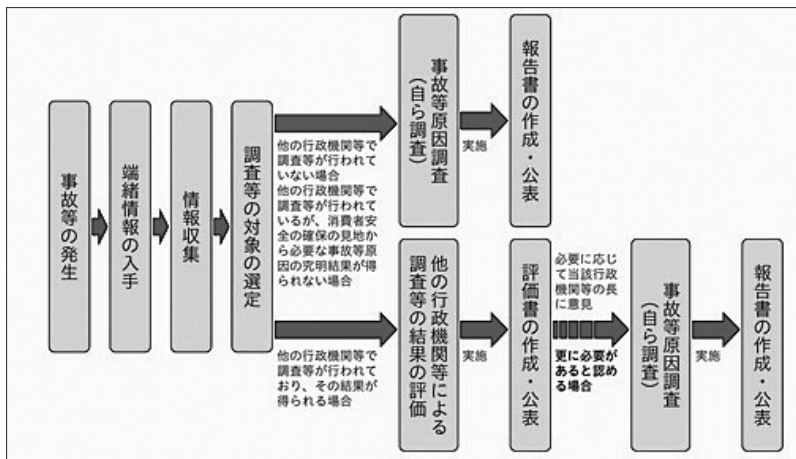 事故等の発生
端緒情報の入手
情報収集
調査等の対象の選定
他の行政機関等で
調査等が行われて
いない場合
他の行政機関等で
調査等が行われて
いるが、消費者安
全の確保の見地か
ら必要な事故等原
因の究明結果が得
られない場合
事故等原因調査
(自ら調査)
実施
報告書の作成・公表
他の行政機関等で
調査等が行われて
おり、その結果が
得られる場合
他の行政機関等による
調査等の結果の評価
実施
評価書の作成・公表
必要に応じ
て当該行政
機関等の長
に意見
更に必要が
あると認め
る場合
事故等原因調査
(自ら調査)
実施
報告書の作成・公表